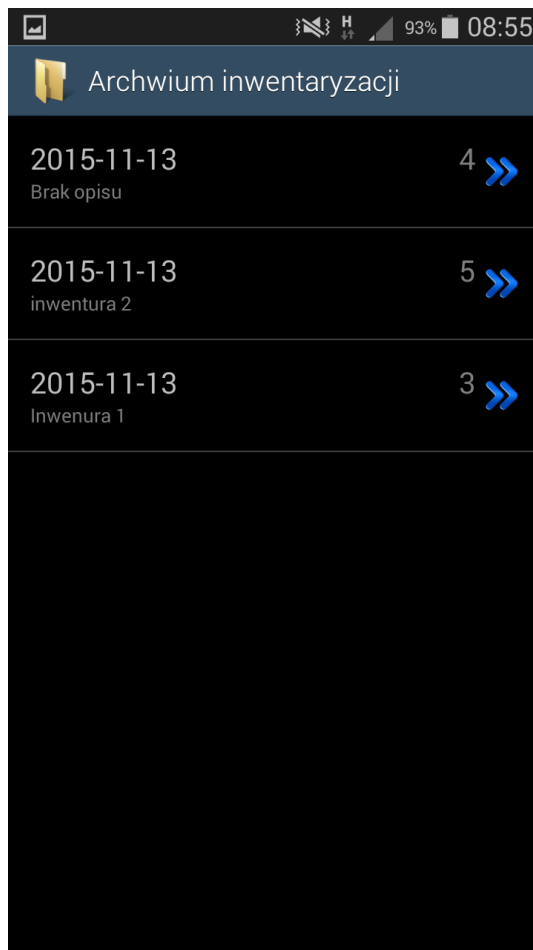 H 93% 08:55
Archwium inwentaryzacji
2015-11-13 4
Brak opisu
2015-11-13 5
inwentura 2
2015-11-13 3
Inwenura 1